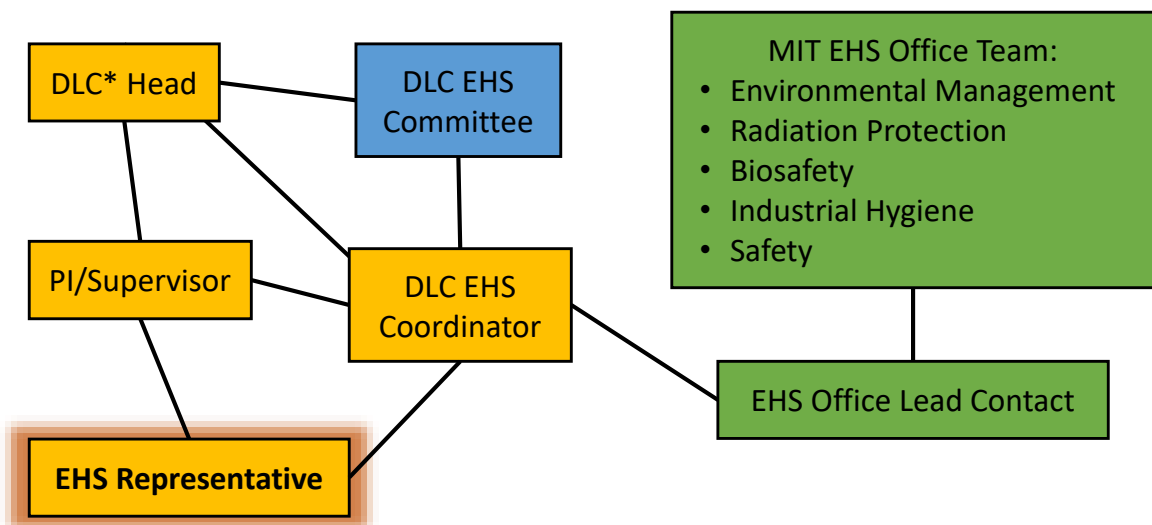 DLC* Head
DLC EHS
Committee
MIT EHS Office Team:
• Environmental Management
• Radiation Protection
• Biosafety
• Industrial Hygiene
• Safety
PI/Supervisor
DLC EHS
Coordinator
EHS Office Lead Contact
EHS Representative